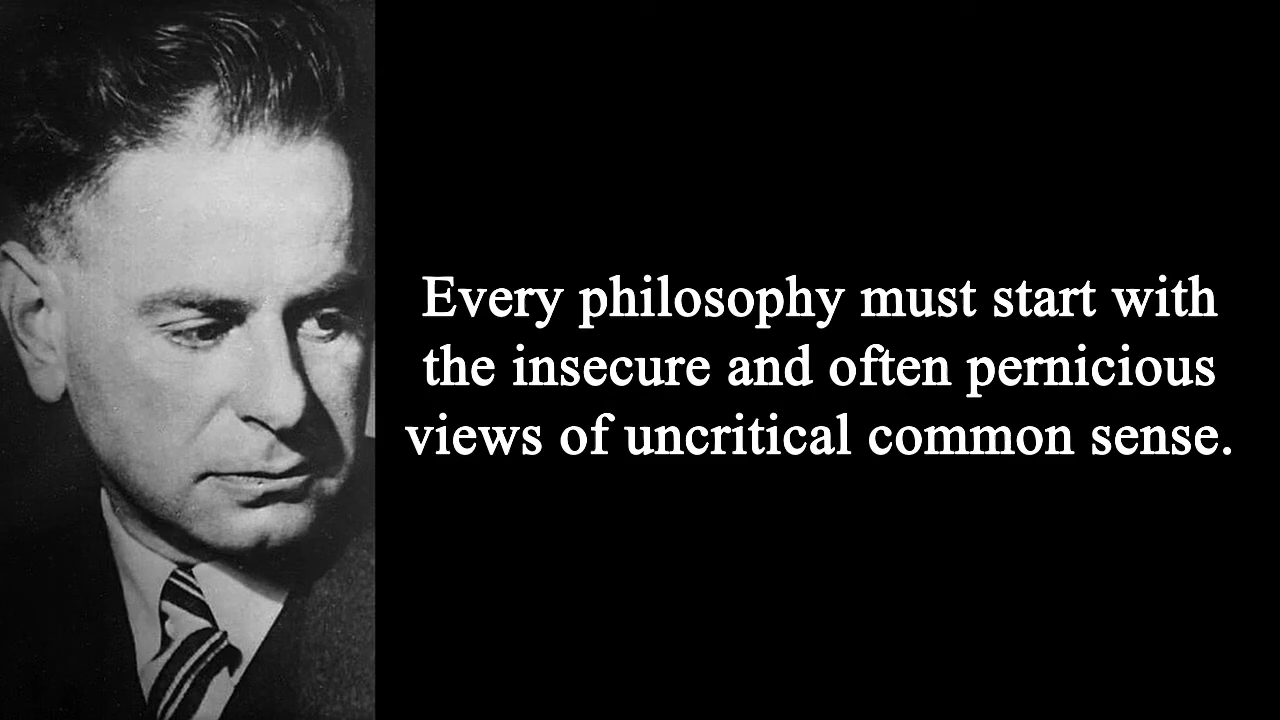 Every philosophy must start with
the insecure and often pernicious
views of uncritical common sense.